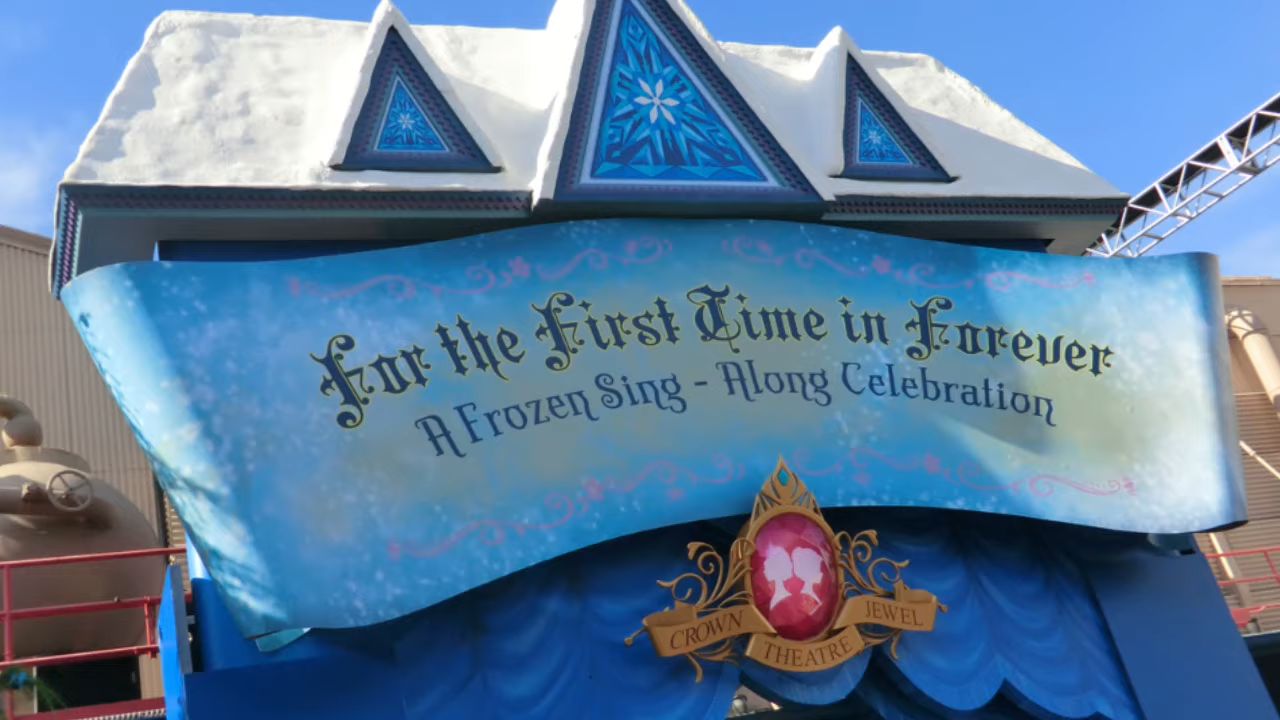 For the First Time in Forever
A Frozen Sing - Along Celebration
CROWN JEWEL
THEATRE